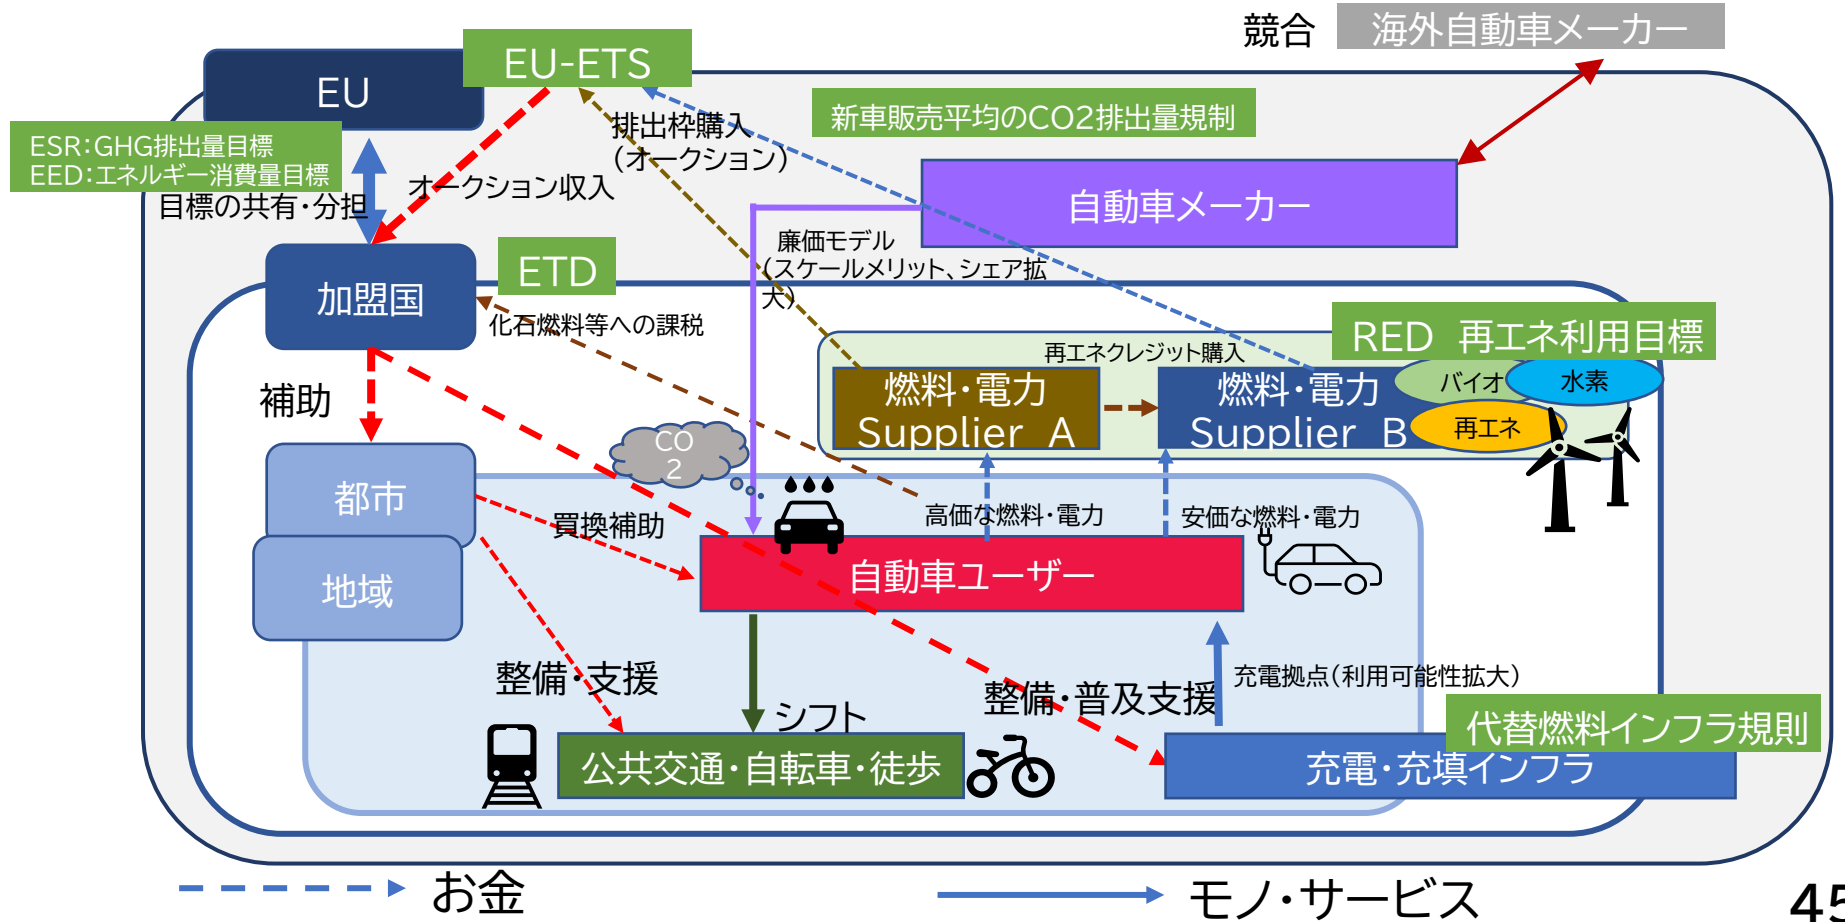 競合
海外自動車メーカー
EU
EU-ETS
ESR：GHG排出量目標
EED：エネルギー消費量目標
目標の共有・分担
オークション収入
排出枠購入
（オークション）
新車販売平均のCO2排出量規制
自動車メーカー
加盟国
ETD
化石燃料等への課税
廉価モデル
（スケールメリット、シェア拡
大）
RED　再エネ利用目標
再エネクレジット購入
燃料・電力
Supplier　A
燃料・電力
Supplier　B
バイオ
水素
再エネ
補助
CO
2
都市
地域
買換補助
高価な燃料・電力
安価な燃料・電力
自動車ユーザー
整備・支援
シフト
整備・普及支援
充電拠点（利用可能性拡大）
代替燃料インフラ規則
公共交通・自転車・徒歩
充電・充填インフラ
お金
モノ・サービス
45